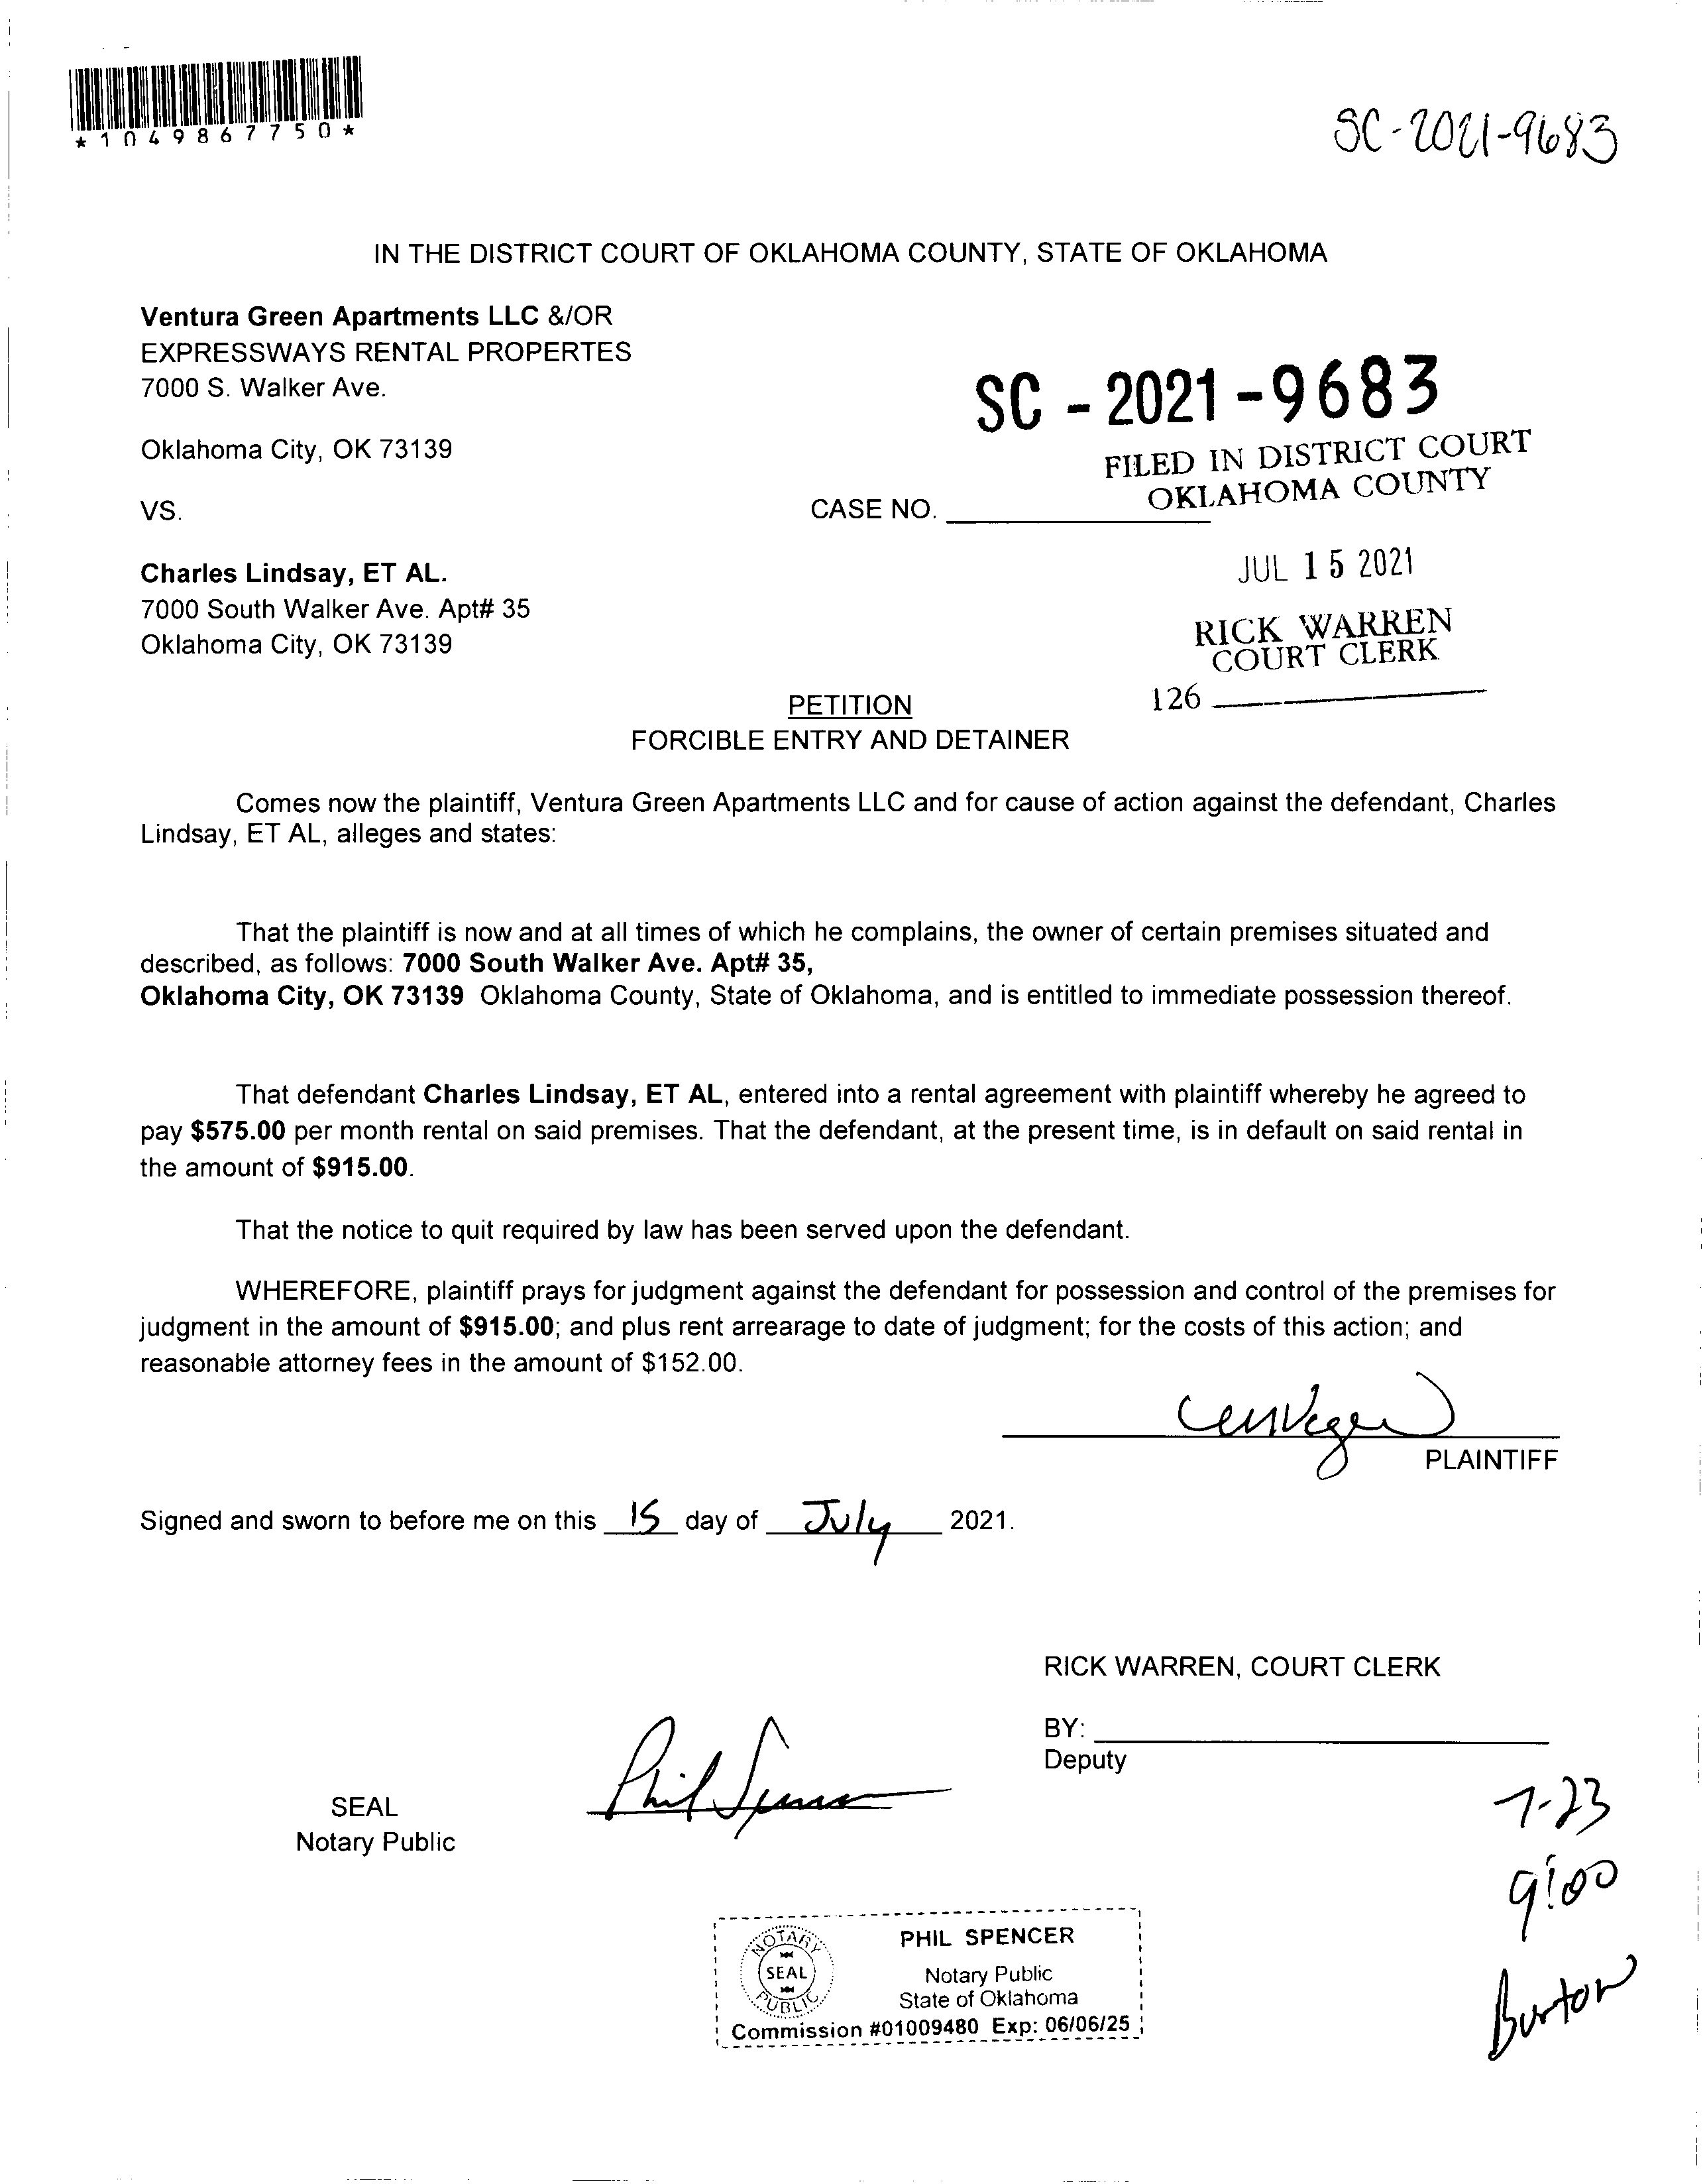 *1049867750*
SC-2021-9683
IN THE DISTRICT COURT OF OKLAHOMA COUNTY, STATE OF OKLAHOMA
Ventura Green Apartments LLC &/OR
EXPRESSWAYS RENTAL PROPERTES
7000 S. Walker Ave.
SC - 2021 - 9683
Oklahoma City, OK 73139
FILED IN DISTRICT COURT
OKLAHOMA COUNTY
VS.
CASE NO.
JUL 15 2021
Charles Lindsay, ET AL.
7000 South Walker Ave. Apt# 35
Oklahoma City, OK 73139
RICK WARREN
COURT CLERK
126
PETITION
FORCIBLE ENTRY AND DETAINER
Comes now the plaintiff, Ventura Green Apartments LLC and for cause of action against the defendant, Charles
Lindsay, ET AL, alleges and states:
That the plaintiff is now and at all times of which he complains, the owner of certain premises situated and
described, as follows: 7000 South Walker Ave. Apt# 35,
Oklahoma City, OK 73139 Oklahoma County, State of Oklahoma, and is entitled to immediate possession thereof.
That defendant Charles Lindsay, ET AL, entered into a rental agreement with plaintiff whereby he agreed to
pay $575.00 per month rental on said premises. That the defendant, at the present time, is in default on said rental in
the amount of $915.00.
That the notice to quit required by law has been served upon the defendant.
WHEREFORE, plaintiff prays for judgment against the defendant for possession and control of the premises for
judgment in the amount of $915.00; and plus rent arrearage to date of judgment; for the costs of this action; and
reasonable attorney fees in the amount of $152.00.
PLAINTIFF
Signed and sworn to before me on this 15 day of July 2021.
RICK WARREN, COURT CLERK
BY:
Deputy
Phil Spencer
SEAL
Notary Public
7-23
9:00
Burton
NOTARY
SEAL
PUBLIC
PHIL SPENCER
Notary Public
State of Oklahoma
Commission #01009480 Exp: 06/06/25